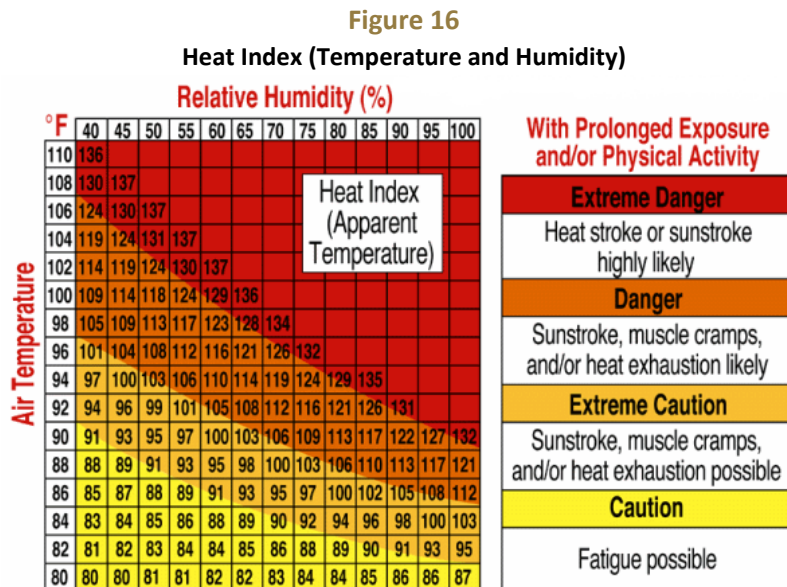 Figure 16
Heat Index (Temperature and Humidity)
Relative Humidity (%)
°F 40 45 50 55 60 65 70 75 80 85 90 95 100
110 136
108 130 137
106 124 130 137
104 119 124 131 137
102 114 119 124 130 137
100 109 114 118 124 129 136
98 105 109 113 117 123 128 134
96 101 104 108 112 116 121 126 132
94 97 100 103 106 110 114 119 124 129 135
92 94 96 99 101 105 108 112 116 121 126 131
90 91 93 95 97 100 103 106 109 113 117 122 127 132
88 88 89 91 93 95 98 100 103 106 110 113 117 121
86 85 87 88 89 91 93 95 97 100 102 105 108 112
84 83 84 85 86 88 89 90 92 94 96 98 100 103
82 81 82 83 84 84 85 86 88 89 90 91 93 95
80 80 80 81 81 82 82 83 84 84 85 86 86 87
Air Temperature
Heat Index
(Apparent
Temperature)
With Prolonged Exposure
and/or Physical Activity
Extreme Danger
Heat stroke or sunstroke
highly likely
Danger
Sunstroke, muscle cramps,
and/or heat exhaustion likely
Extreme Caution
Sunstroke, muscle cramps,
and/or heat exhaustion possible
Caution
Fatigue possible